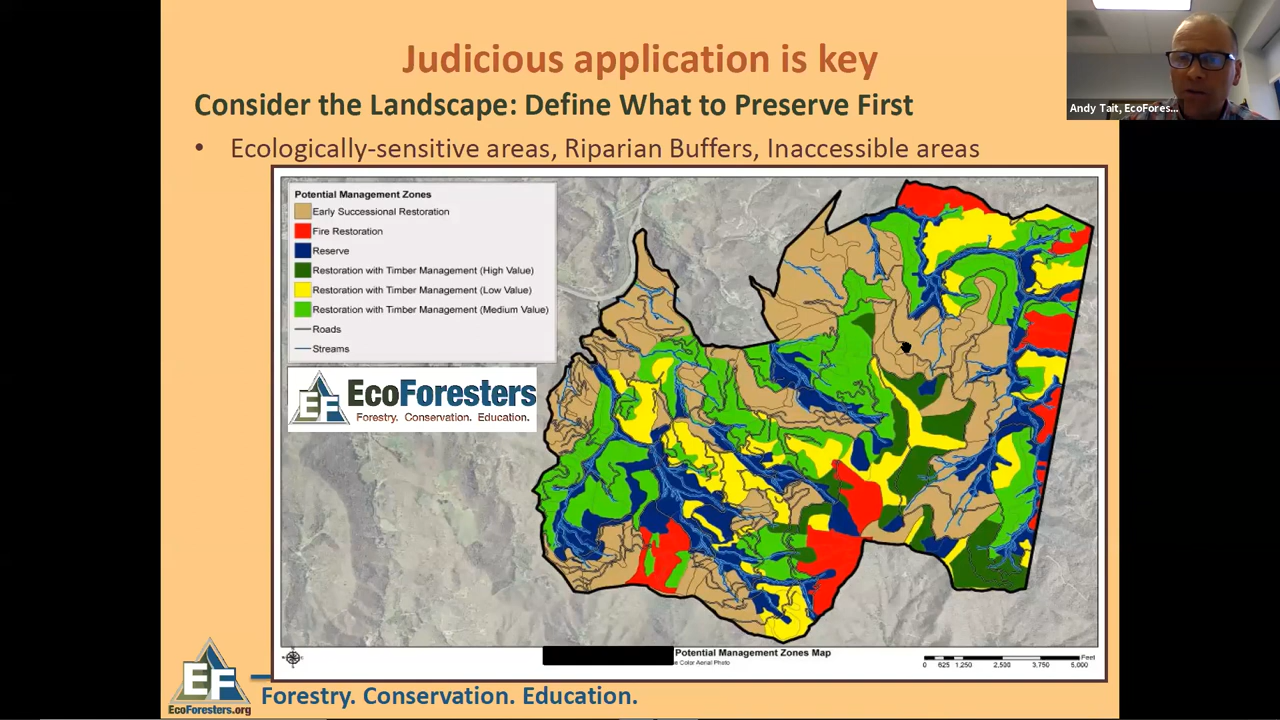 Judicious application is key
Consider the Landscape: Define What to Preserve First
• Ecologically-sensitive areas, Riparian Buffers, Inaccessible areas
Andy Tait, EcoFores...
Potential Management Zones
Early Successional Restoration
Fire Restoration
Reserve
Restoration with Timber Management (High Value)
Restoration with Timber Management (Low Value)
Restoration with Timber Management (Medium Value)
Roads
Streams
EF EcoForesters
Forestry. Conservation. Education.
Potential Management Zones Map
e Color Aerial Photo
Feet
0 625 1,250 2,500 3,750 5,000
EF
EcoForesters.org
Forestry. Conservation. Education.